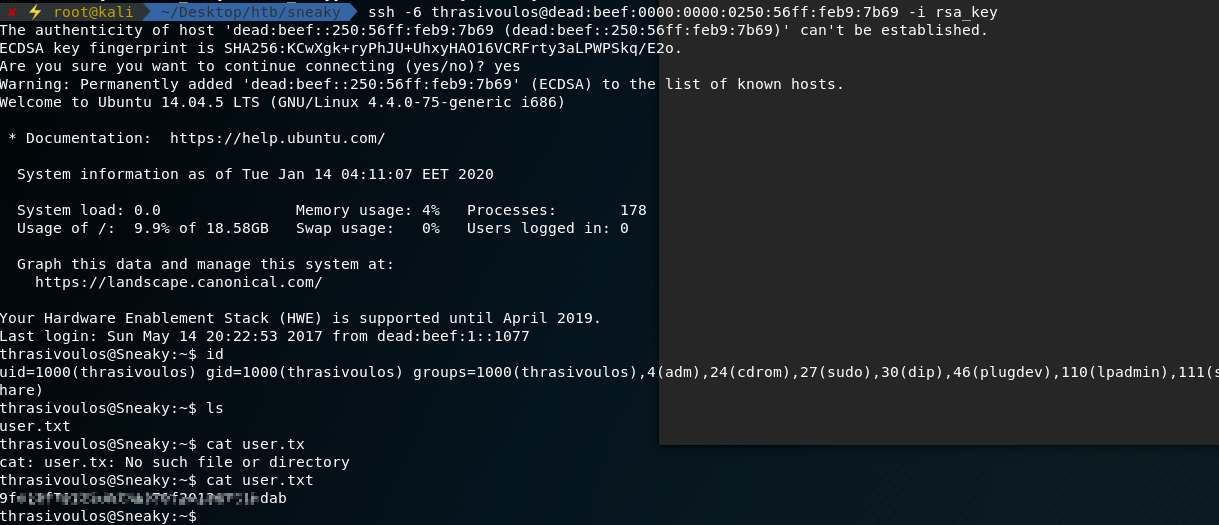 ✘ ⚡ root@kali ~/Desktop/htb/sneaky ssh -6 thrasivoulos@dead:beef:0000:0000:0250:56ff:feb9:7b69 -i rsa_key
The authenticity of host 'dead:beef::250:56ff:feb9:7b69 (dead:beef::250:56ff:feb9:7b69)' can't be established.
ECDSA key fingerprint is SHA256:KCwXgk+ryPhJU+UhxyHAO16VCRFrty3aLPWPSkq/E2o.
Are you sure you want to continue connecting (yes/no)? yes
Warning: Permanently added 'dead:beef::250:56ff:feb9:7b69' (ECDSA) to the list of known hosts.
Welcome to Ubuntu 14.04.5 LTS (GNU/Linux 4.4.0-75-generic i686)
* Documentation:  https://help.ubuntu.com/
System information as of Tue Jan 14 04:11:07 EET 2020
System load: 0.0 Memory usage: 4% Processes: 178
Usage of /: 9.9% of 18.58GB Swap usage: 0% Users logged in: 0
Graph this data and manage this system at:
https://landscape.canonical.com/
Your Hardware Enablement Stack (HWE) is supported until April 2019.
Last login: Sun May 14 20:22:53 2017 from dead:beef:1::1077
thrasivoulos@Sneaky:~$ id
uid=1000(thrasivoulos) gid=1000(thrasivoulos) groups=1000(thrasivoulos),4(adm),24(cdrom),27(sudo),30(dip),46(plugdev),110(lpadmin),111(s
hare)
thrasivoulos@Sneaky:~$ ls
user.txt
thrasivoulos@Sneaky:~$ cat user.tx
cat: user.tx: No such file or directory
thrasivoulos@Sneaky:~$ cat user.txt
9f dab
thrasivoulos@Sneaky:~$